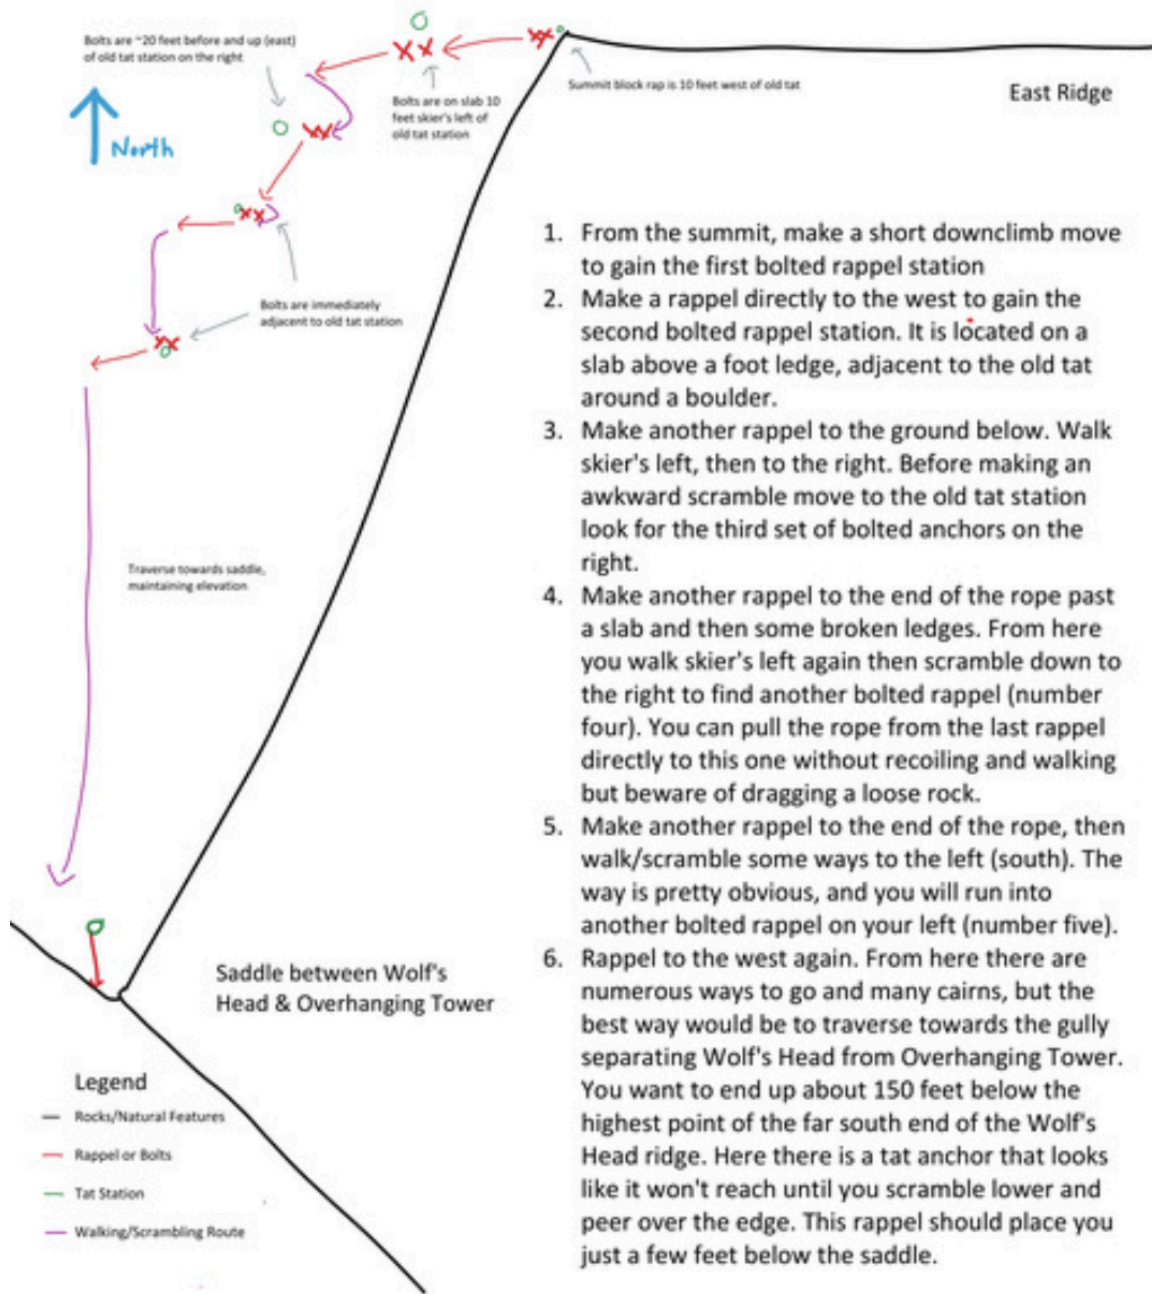 Bolts are ~20 feet before and up (east)
of old tat station on the right
North
Bolts are on slab 10
feet skier's left of
old tat station
Summit block rap is 10 feet west of old tat
East Ridge
Bolts are immediately
adjacent to old tat station
Traverse towards saddle,
maintaining elevation
Saddle between Wolf's
Head & Overhanging Tower
Legend
Rocks/Natural Features
Rappel or Bolts
Tat Station
Walking/Scrambling Route
1. From the summit, make a short downclimb move
to gain the first bolted rappel station
2. Make a rappel directly to the west to gain the
second bolted rappel station. It is located on a
slab above a foot ledge, adjacent to the old tat
around a boulder.
3. Make another rappel to the ground below. Walk
skier's left, then to the right. Before making an
awkward scramble move to the old tat station
look for the third set of bolted anchors on the
right.
4. Make another rappel to the end of the rope past
a slab and then some broken ledges. From here
you walk skier's left again then scramble down to
the right to find another bolted rappel (number
four). You can pull the rope from the last rappel
directly to this one without recoiling and walking
but beware of dragging a loose rock.
5. Make another rappel to the end of the rope, then
walk/scramble some ways to the left (south). The
way is pretty obvious, and you will run into
another bolted rappel on your left (number five).
6. Rappel to the west again. From here there are
numerous ways to go and many cairns, but the
best way would be to traverse towards the gully
separating Wolf's Head from Overhanging Tower.
You want to end up about 150 feet below the
highest point of the far south end of the Wolf's
Head ridge. Here there is a tat anchor that looks
like it won't reach until you scramble lower and
peer over the edge. This rappel should place you
just a few feet below the saddle.